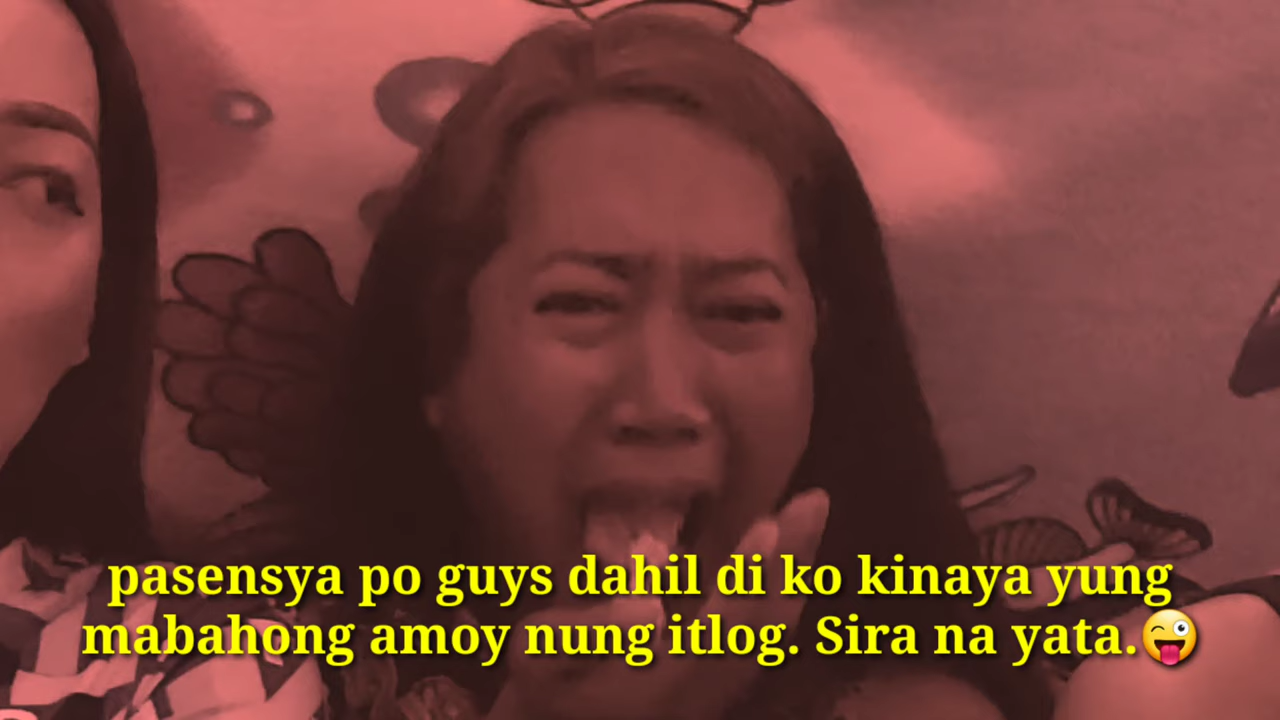 pasensya po guys dahil di ko kinaya yung
mabahong amoy nung itlog. Sira na yata.😜